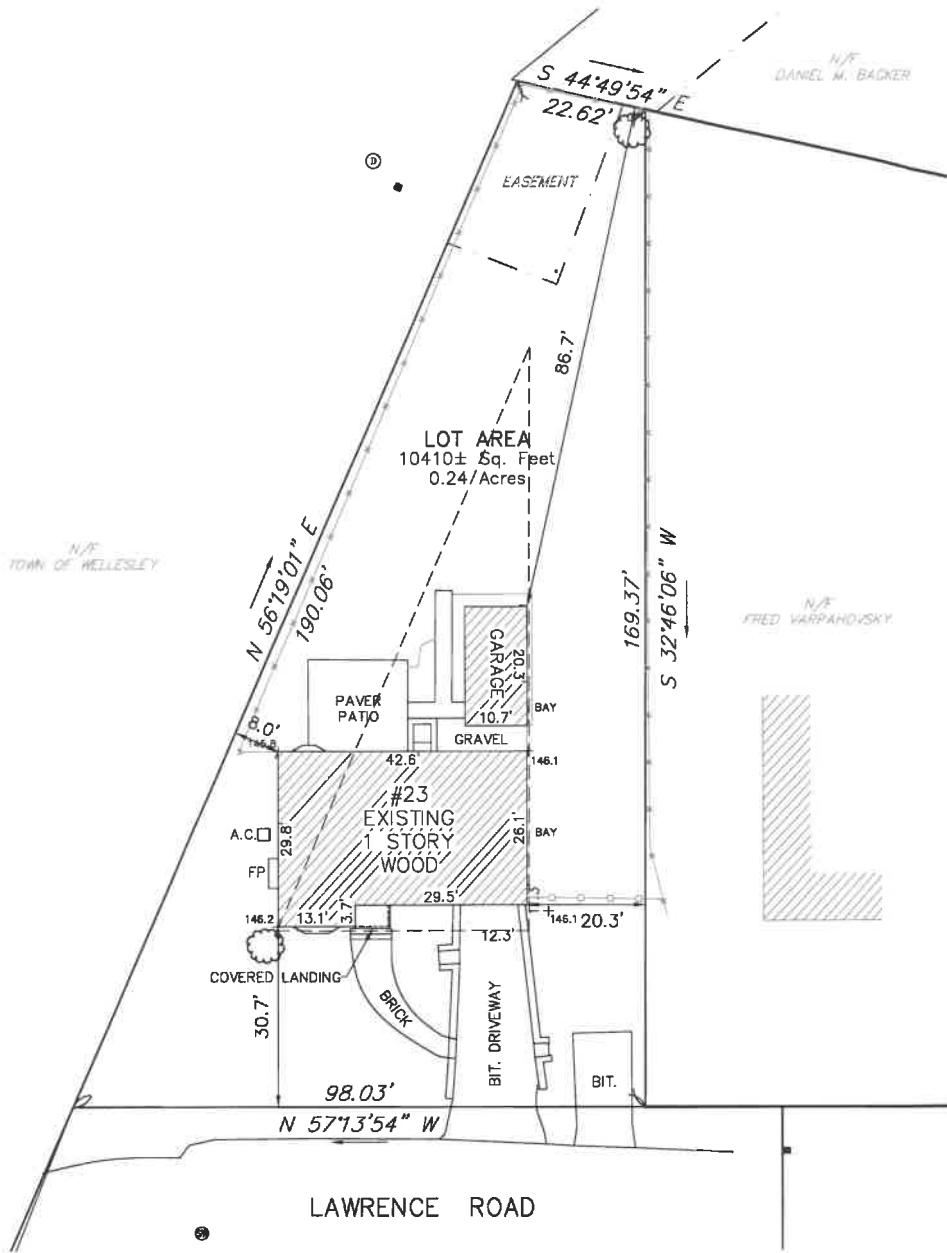 N/F
DANIEL M. BACKER
S 44°49'54" E
22.62'
D
EASEMENT
86.7'
LOT AREA
10410± Sq. Feet
0.24 Acres
N/F
TOWN OF WELLESLEY
N 56°19'01" E
190.06'
169.37'
S 32°46'06" W
N/F
FRED VARPAHOVSKY
GARAGE
20.3'
10.7'
BAY
PAVER
PATIO
GRAVEL
8.0'
145.8
42.6'
146.1
#23
EXISTING
1 STORY
WOOD
A.C.
29.8'
26.1'
BAY
FP
29.5'
146.2
13.1'
3.7'
146.1
20.3'
12.3'
COVERED LANDING
30.7'
BRICK
BIT. DRIVEWAY
BIT.
98.03'
N 57°13'54" W
LAWRENCE ROAD